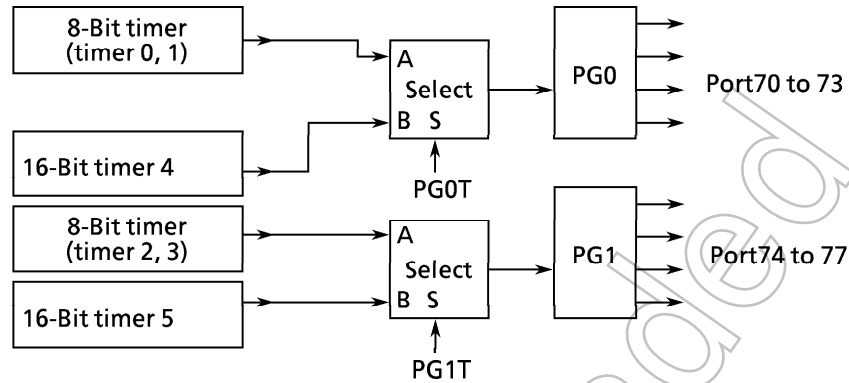 8-Bit timer
(timer 0, 1)
A
Select
B S
PG0
Port70 to 73
16-Bit timer 4
PG0T
8-Bit timer
(timer 2, 3)
A
Select
B S
PG1
Port74 to 77
16-Bit timer 5
PG1T
ded